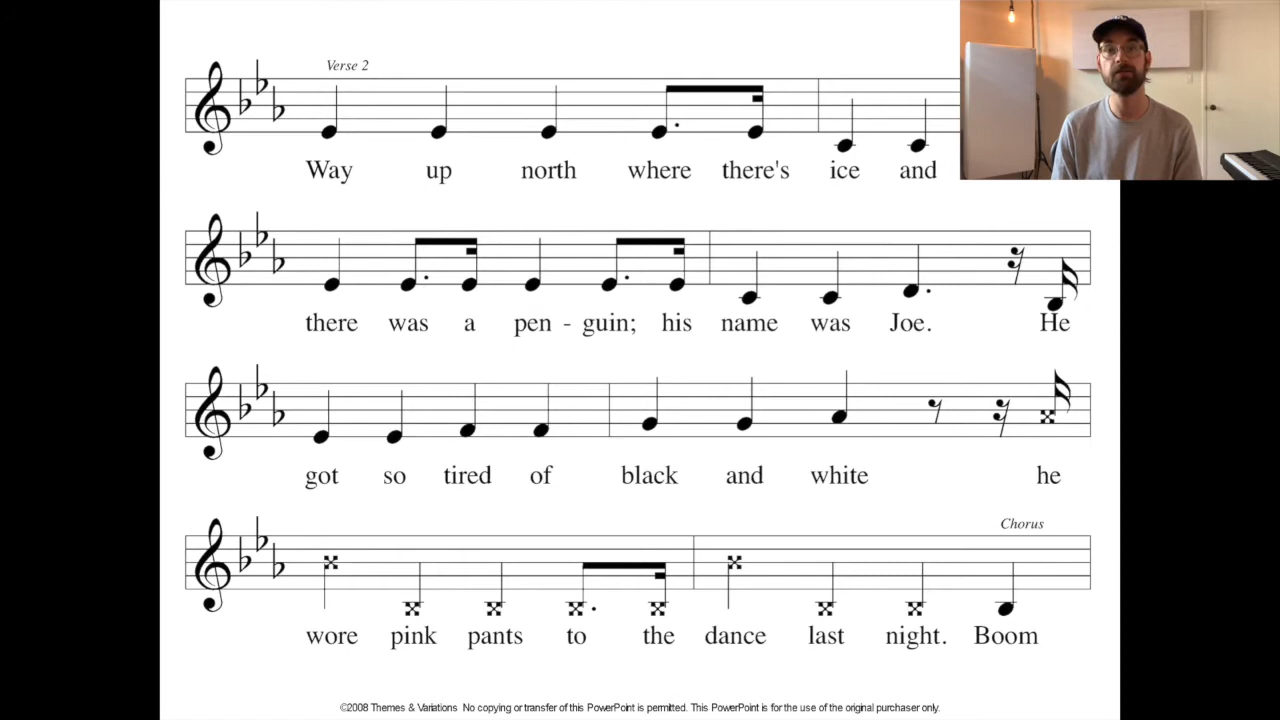 Verse 2
Way up north where there's ice and
there was a pen - guin; his name was Joe. He
got so tired of black and white he
Chorus
wore pink pants to the dance last night. Boom
©2008 Themes & Variations No copying or transfer of this PowerPoint is permitted. This PowerPoint is for the use of the original purchaser only.